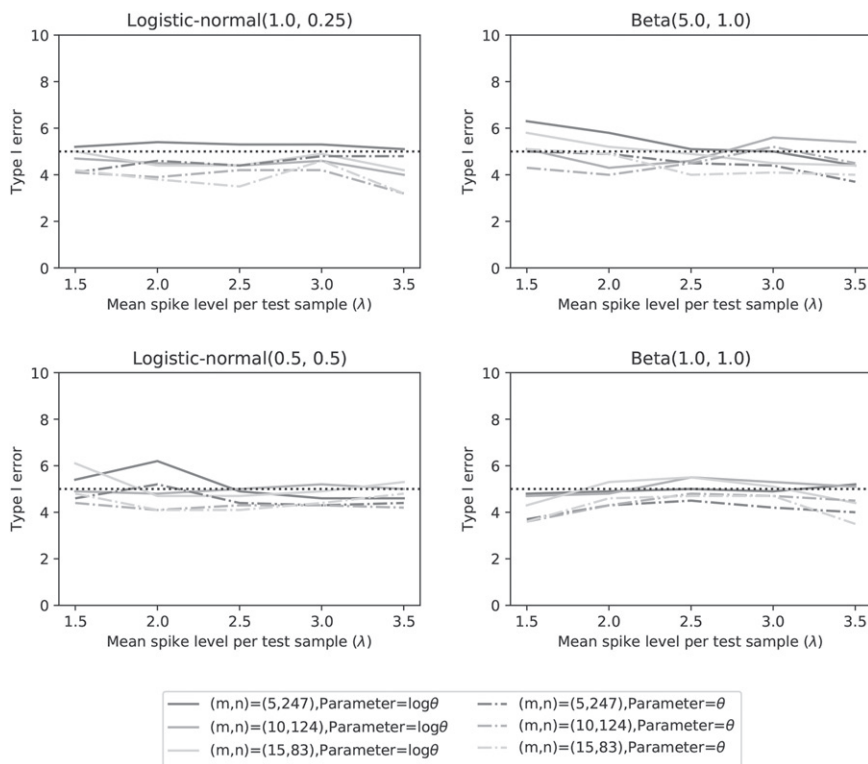 Logistic-normal(1.0, 0.25)
10
8
6
4
2
0
Type I error
1.5 2.0 2.5 3.0 3.5
Mean spike level per test sample (λ)
Beta(5.0, 1.0)
10
8
6
4
2
0
Type I error
1.5 2.0 2.5 3.0 3.5
Mean spike level per test sample (λ)
Logistic-normal(0.5, 0.5)
10
8
6
4
2
0
Type I error
1.5 2.0 2.5 3.0 3.5
Mean spike level per test sample (λ)
Beta(1.0, 1.0)
10
8
6
4
2
0
Type I error
1.5 2.0 2.5 3.0 3.5
Mean spike level per test sample (λ)
(m,n)=(5,247),Parameter=logθ
(m,n)=(10,124),Parameter=logθ
(m,n)=(15,83),Parameter=logθ
(m,n)=(5,247),Parameter=θ
(m,n)=(10,124),Parameter=θ
(m,n)=(15,83),Parameter=θ